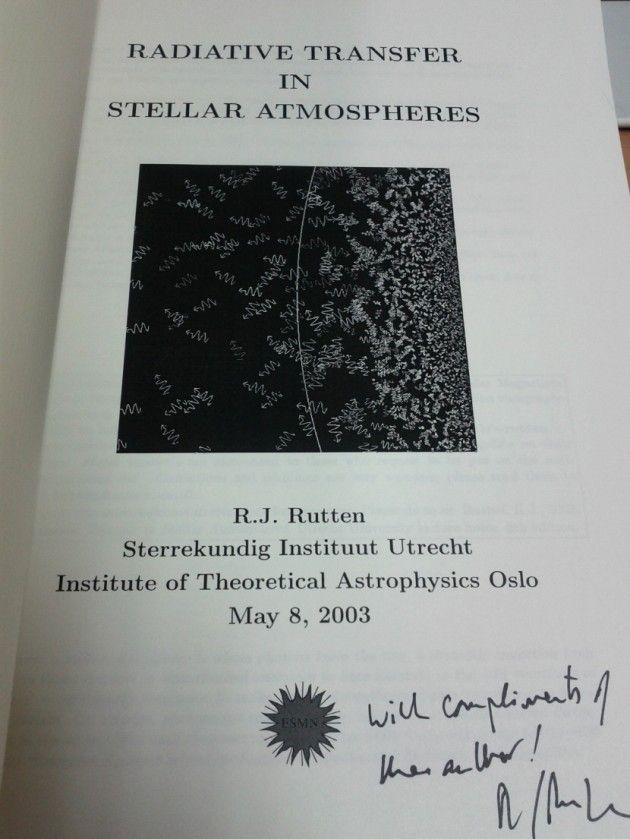 RADIATIVE TRANSFER
IN
STELLAR ATMOSPHERES
R.J. Rutten
Sterrekundig Instituut Utrecht
Institute of Theoretical Astrophysics Oslo
May 8, 2003
ESMN
with compliments of
the author!